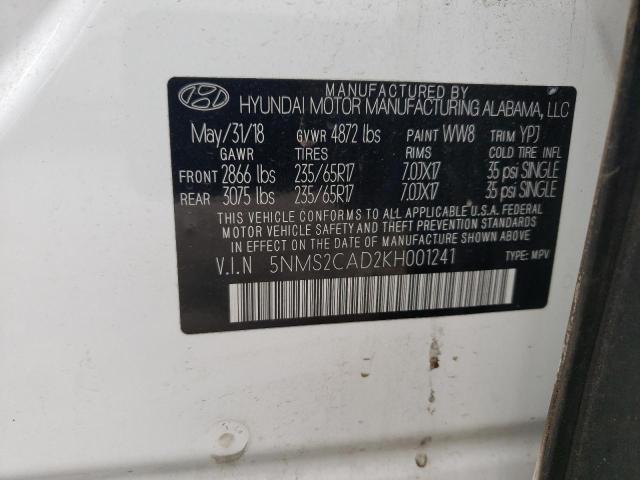 MANUFACTURED BY
HYUNDAI MOTOR MANUFACTURING ALABAMA, LLC
May/31/18 GVWR 4872 lbs PAINT WW8 TRIM YPJ
GAWR TIRES RIMS COLD TIRE INFL
FRONT 2866 lbs 235/65R17 7.0JX17 35 psi SINGLE
REAR 3075 lbs 235/65R17 7.0JX17 35 psi SINGLE
THIS VEHICLE CONFORMS TO ALL APPLICABLE U.S.A. FEDERAL
MOTOR VEHICLE SAFETY AND THEFT PREVENTION STANDARDS
IN EFFECT ON THE DATE OF MANUFACTURE SHOWN ABOVE.
V.I.N 5NMS2CAD2KH001241 TYPE: MPV